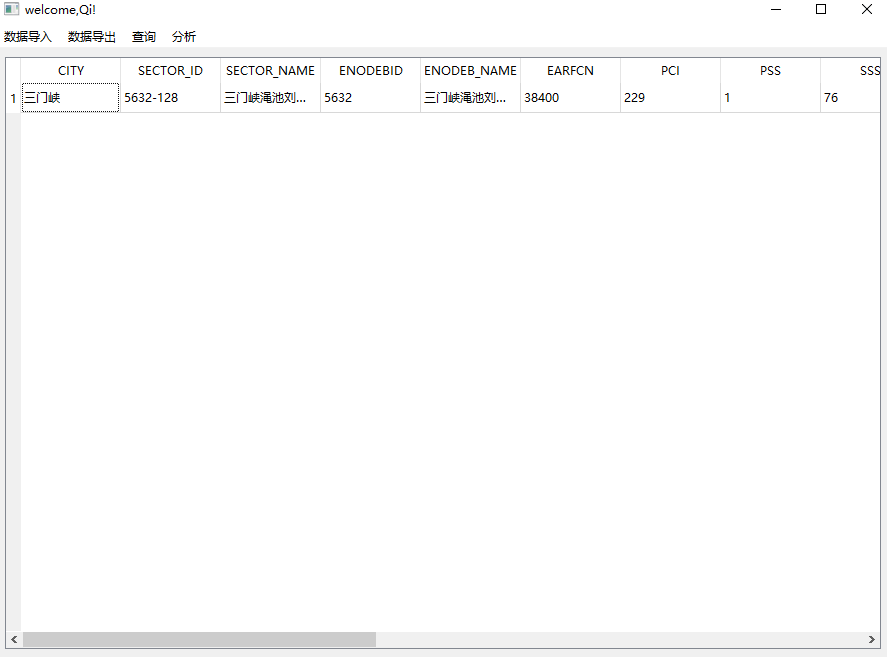 welcome,Qi!
数据导入 数据导出 查询 分析
CITY SECTOR_ID SECTOR_NAME ENODEBID ENODEB_NAME EARFCN PCI PSS SSS
1 三门峡 5632-128 三门峡渑池刘... 5632 三门峡渑池刘... 38400 229 1 76